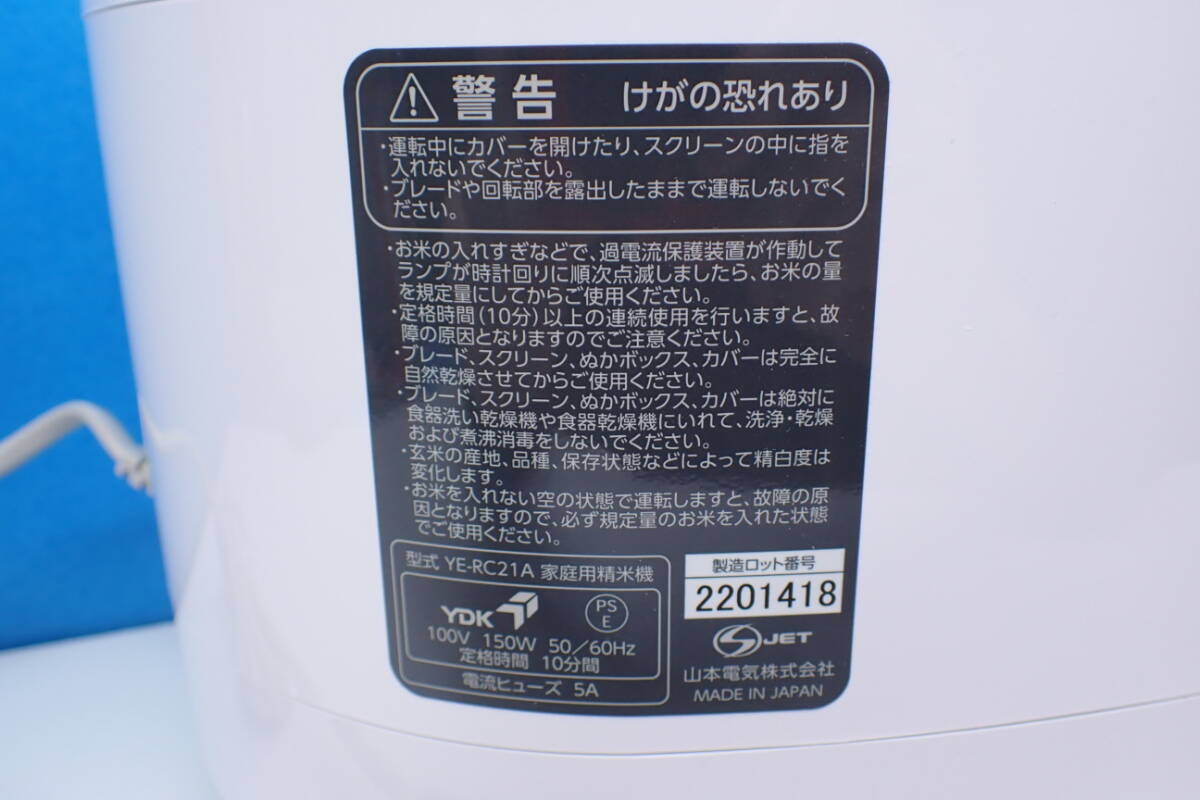 警告 けがの恐れあり
・運転中にカバーを開けたり、スクリーンの中に指を
入れないでください。
・ブレードや回転部を露出したままで運転しないでく
ださい。
・お米の入れすぎなどで、過電流保護装置が作動して
ランプが時計回りに順次点滅しましたら、お米の量
を規定量にしてからご使用ください。
・定格時間(10分)以上の連続使用を行いますと、故
障の原因となりますのでご注意ください。
・ブレード、スクリーン、ぬかボックス、カバーは完全に
自然乾燥させてからご使用ください。
・ブレード、スクリーン、ぬかボックス、カバーは絶対に
食器洗い乾燥機や食器乾燥機にいれて、洗浄・乾燥
および煮沸消毒をしないでください。
・玄米の産地、品種、保存状態などによって精白度は
変化します。
・お米を入れない空の状態で運転しますと、故障の原
因となりますので、必ず規定量のお米を入れた状態
でご使用ください。
型式 YE-RC21A 家庭用精米機
YDK PSE
100V 150W 50/60Hz
定格時間 10分間
電流ヒューズ 5A
製造ロット番号
2201418
JET
山本電気株式会社
MADE IN JAPAN